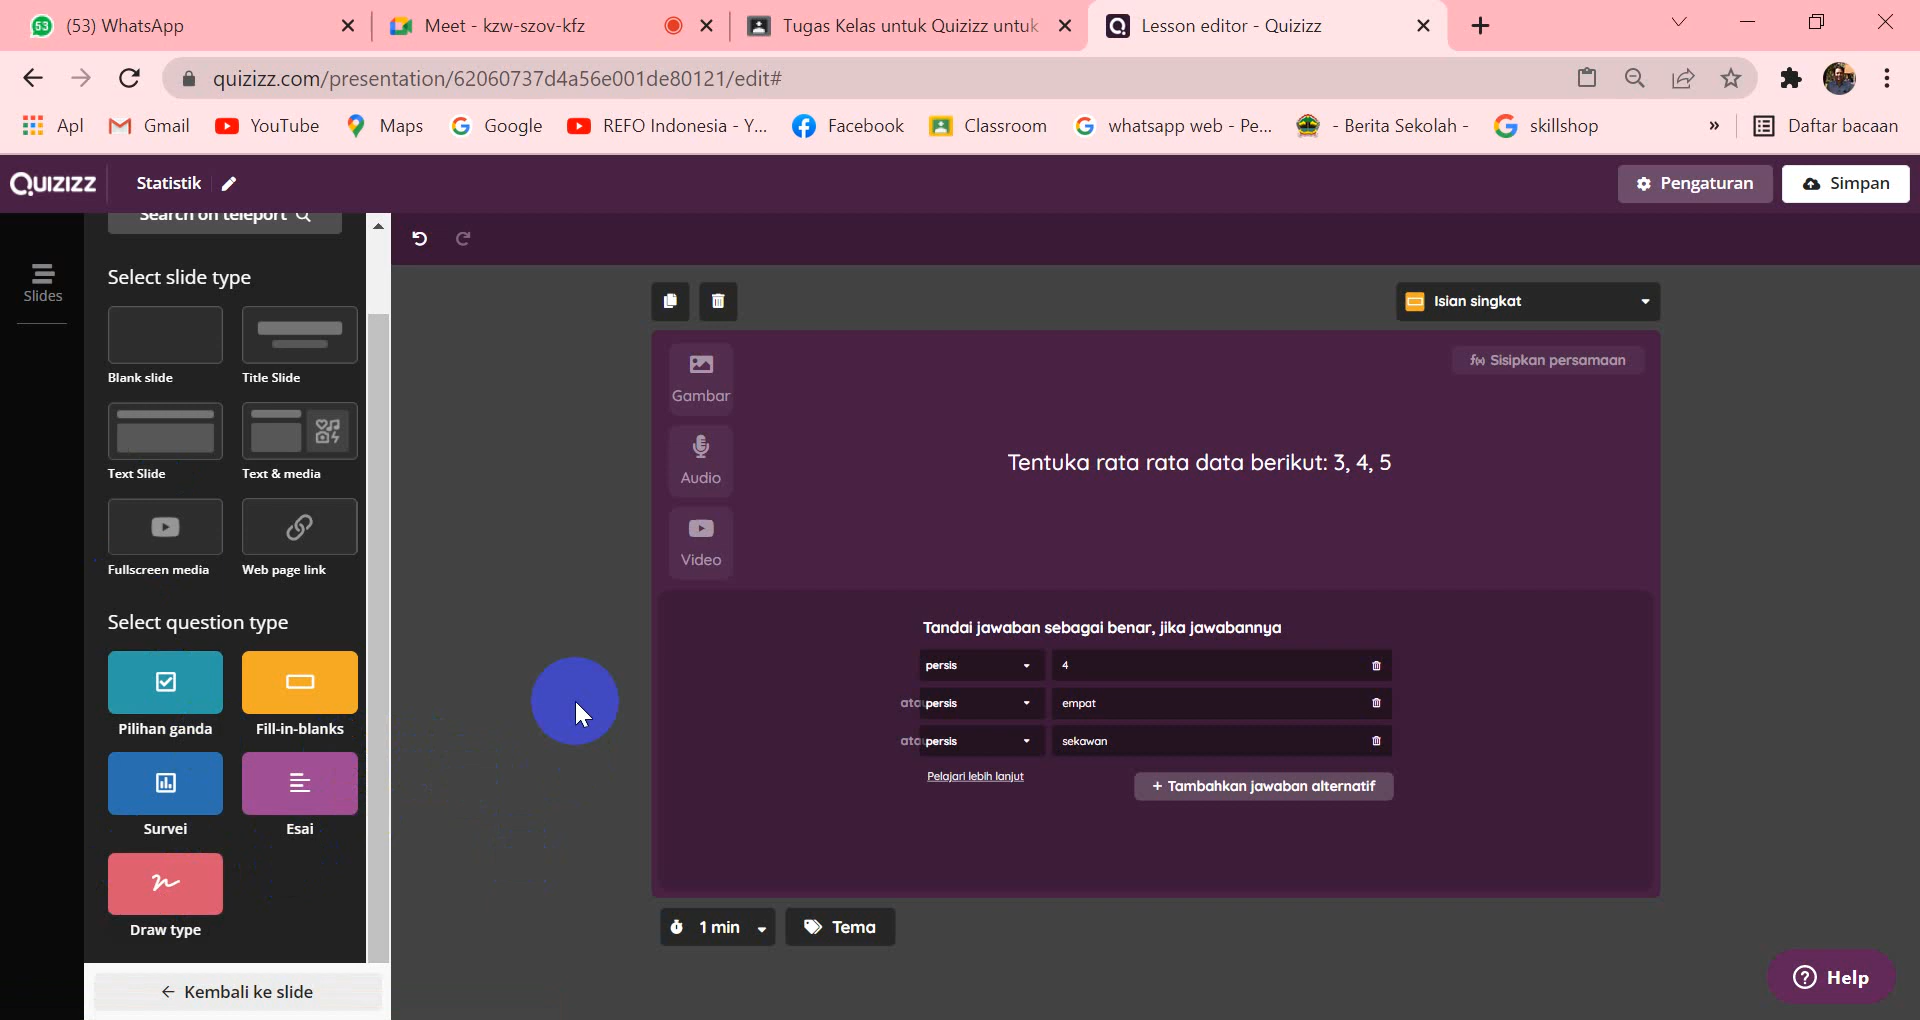 53
(53) WhatsApp
Meet - kzw-szov-kfz
Tugas Kelas untuk Quizizz untuk
Lesson editor - Quizizz
quizizz.com/presentation/62060737d4a56e001de80121/edit#
Apl
Gmail
YouTube
Maps
Google
REFO Indonesia - Y...
Facebook
Classroom
whatsapp web - Pe...
- Berita Sekolah -
skillshop
»
Daftar bacaan
QUIZIZZ
Statistik
Pengaturan
Simpan
Search on teleport
Slides
Select slide type
Blank slide
Title Slide
Text Slide
Text & media
Fullscreen media
Web page link
Select question type
Pilihan ganda
Fill-in-blanks
Survei
Esai
Draw type
← Kembali ke slide
Isian singkat
Gambar
Audio
Video
f(x) Sisipkan persamaan
Tentuka rata rata data berikut: 3, 4, 5
Tandai jawaban sebagai benar, jika jawabannya
persis
4
persis
empat
persis
sekawan
Pelajari lebih lanjut
+ Tambahkan jawaban alternatif
1 min
Tema
Help